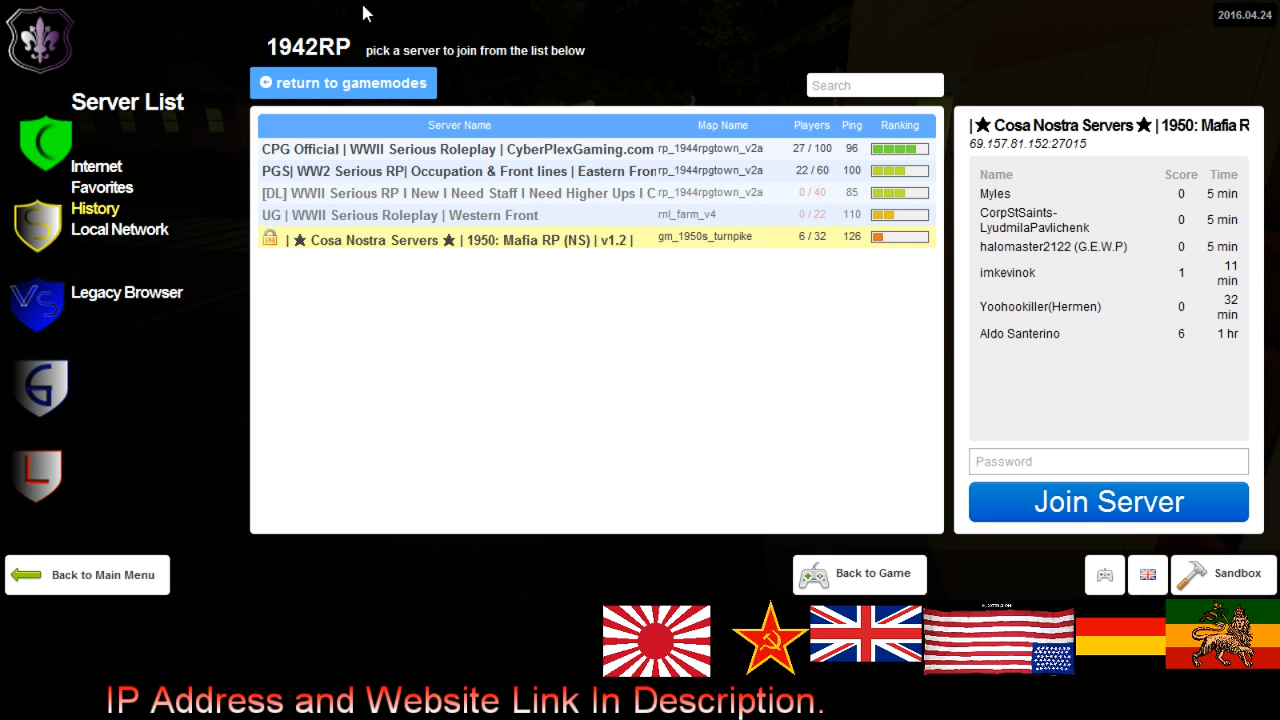 2016.04.24
1942RP pick a server to join from the list below
return to gamemodes
Search
Server List
Internet
Favorites
History
Local Network
Legacy Browser
VS
G
L
S
Server Name Map Name Players Ping Ranking
CPG Official | WWII Serious Roleplay | CyberPlexGaming.com rp_1944rpgtown_v2a 27 / 100 96
PGS| WW2 Serious RP| Occupation & Front lines | Eastern Fron rp_1944rpgtown_v2a 22 / 60 100
[DL] WWII Serious RP I New I Need Staff I Need Higher Ups I C rp_1944rpgtown_v2a 0 / 40 85
UG | WWII Serious Roleplay | Western Front rnl_farm_v4 0 / 22 110
| ★ Cosa Nostra Servers ★ | 1950: Mafia RP (NS) | v1.2 | gm_1950s_turnpike 6 / 32 126
| ★ Cosa Nostra Servers ★ | 1950: Mafia R
69.157.81.152:27015
Name Score Time
Myles 0 5 min
CorpStSaints-
LyudmilaPavlichenk 0 5 min
halomaster2122 (G.E.W.P) 0 5 min
imkevinok 1 11
min
Yoohookiller(Hermen) 0 32
min
Aldo Santerino 6 1 hr
Password
Join Server
Back to Main Menu
Back to Game
Sandbox
IP Address and Website Link In Description.